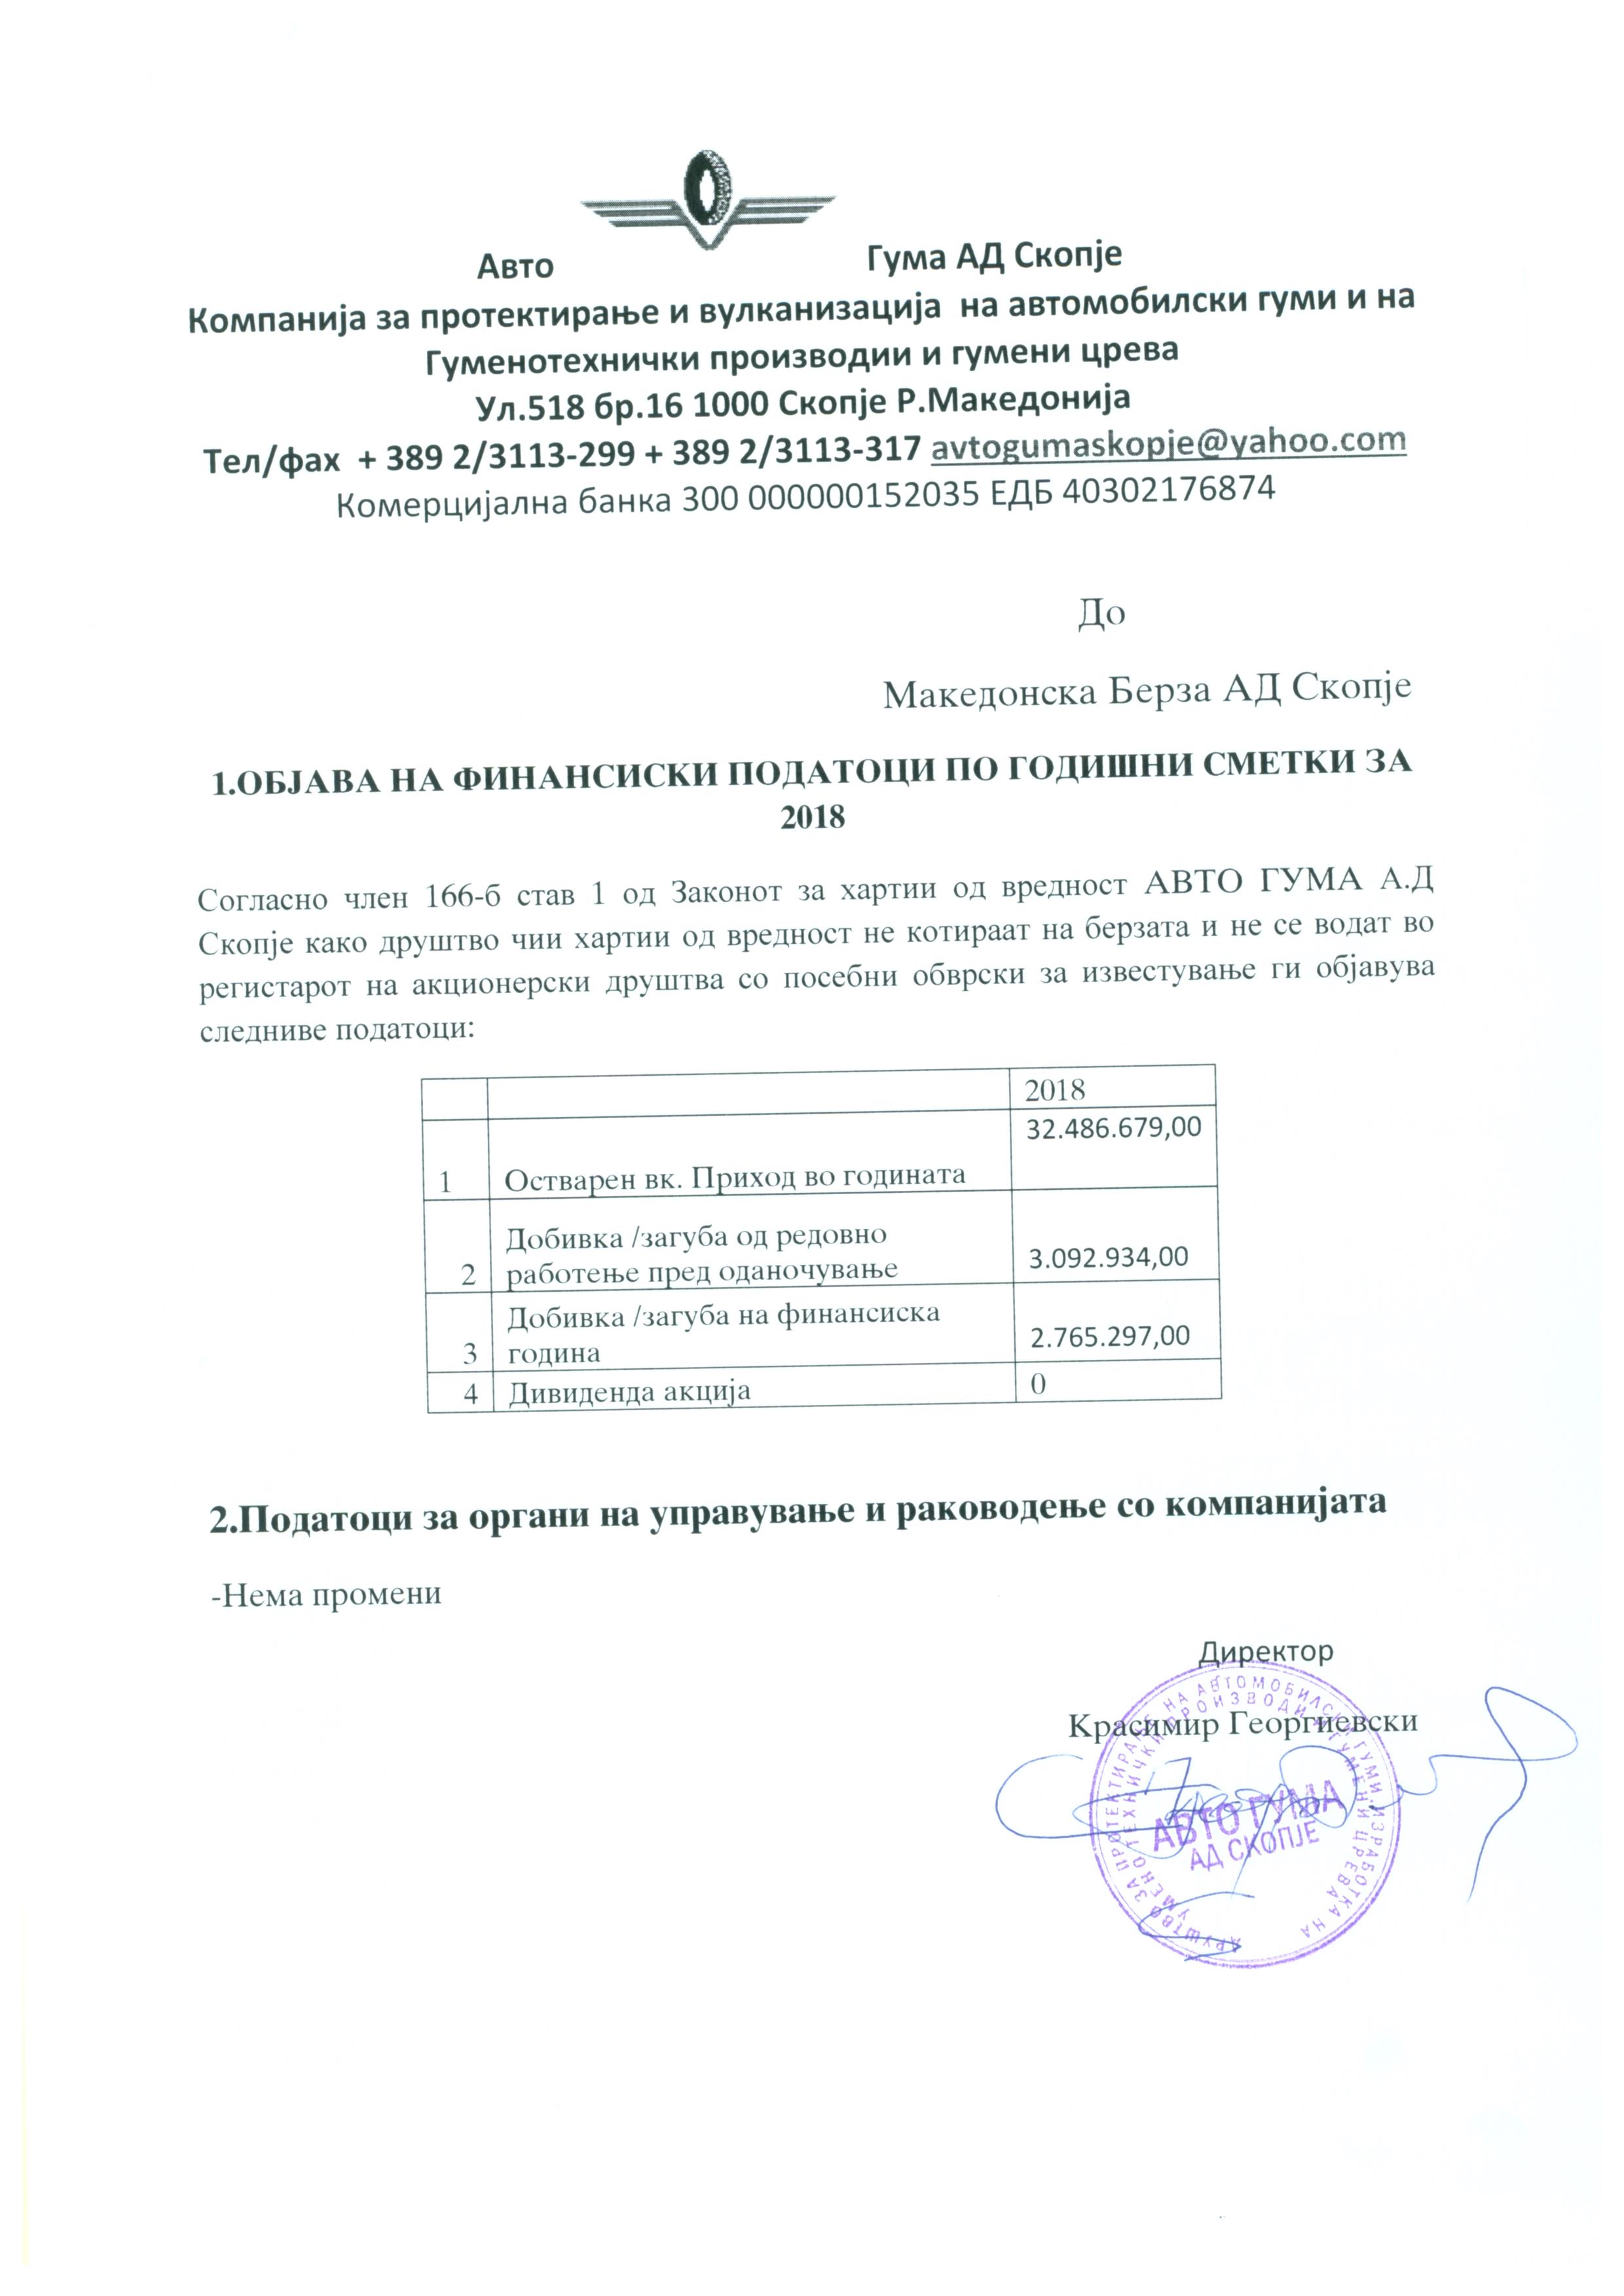 Авто Гума АД Скопје
Компанија за протектирање и вулканизација на автомобилски гуми и на
Гуменотехнички производии и гумени црева
Ул.518 бр.16 1000 Скопје Р.Македонија
Тел/фах + 389 2/3113-299 + 389 2/3113-317 avtogumaskopje@yahoo.com
Комерцијална банка 300 000000152035 ЕДБ 40302176874
До
Македонска Берза АД Скопје
1.ОБЈАВА НА ФИНАНСИСКИ ПОДАТОЦИ ПО ГОДИШНИ СМЕТКИ ЗА
2018
Согласно член 166-б став 1 од Законот за хартии од вредност АВТО ГУМА А.Д
Скопје како друштво чии хартии од вредност не котираат на берзата и не се водат во
регистарот на акционерски друштва со посебни обврски за известување ги објавува
следниве податоци:
2018
32.486.679,00
1 Остварен вк. Приход во годината
Добивка /загуба од редовно
2 работење пред оданочување 3.092.934,00
Добивка /загуба на финансиска
3 година 2.765.297,00
4 Дивиденда акција 0
2.Податоци за органи на управување и раководење со компанијата
-Нема промени
Директор
Красимир Георгиевски
ДРУШТВО ЗА ПРОТЕКТИРАЊЕ НА АВТОМОБИЛСКИ ГУМИ, ИЗРАБОТКА НА
ГУМЕНОТЕХНИЧКИ ПРОИЗВОДИ И ГУМЕНИ ЦРЕВА
АВТО ГУМА
АД СКОПЈЕ